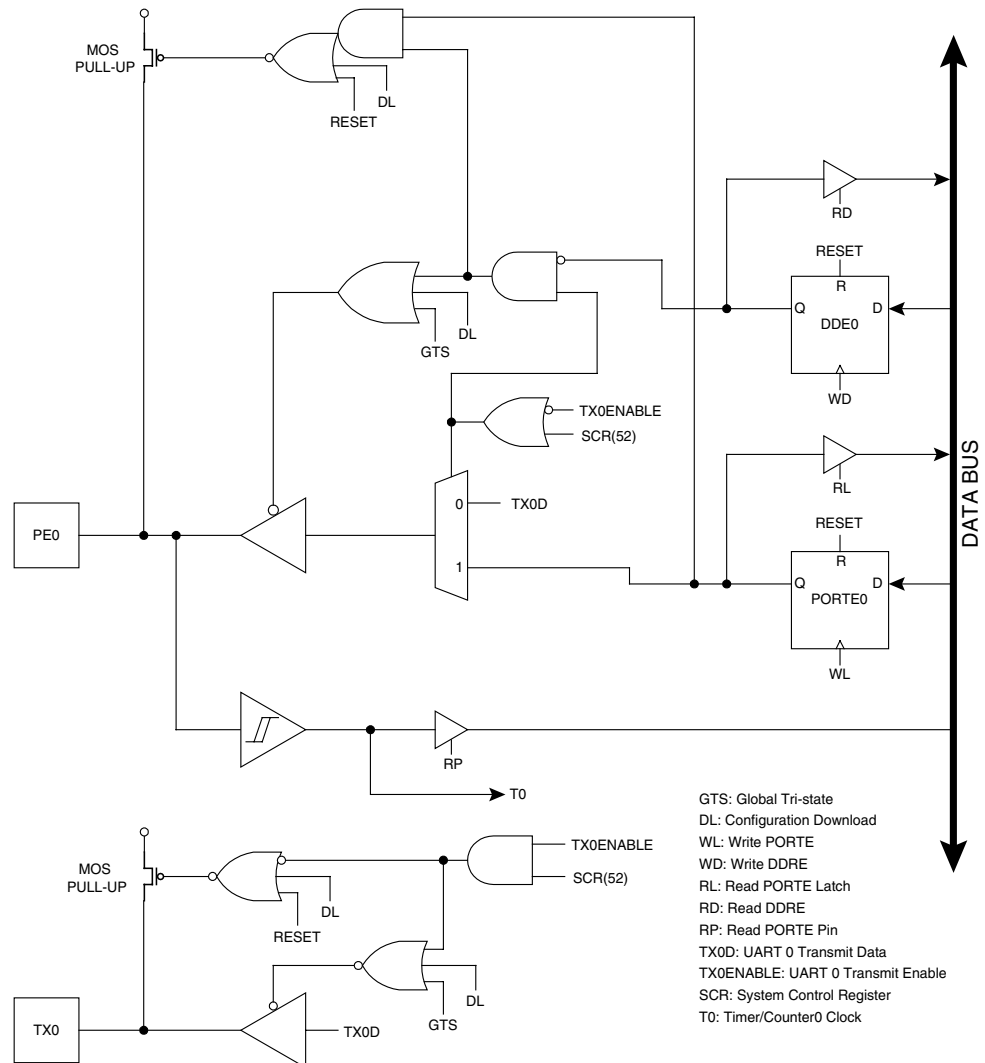 MOS
PULL-UP
DL
RESET
RD
RESET
R
Q
D
DDE0
DL
GTS
WD
TX0ENABLE
SCR(52)
RL
DATA BUS
0
TX0D
RESET
PE0
R
1
Q
D
PORTE0
WL
RP
T0
GTS: Global Tri-state
DL: Configuration Download
WL: Write PORTE
WD: Write DDRE
RL: Read PORTE Latch
RD: Read DDRE
RP: Read PORTE Pin
TX0D: UART 0 Transmit Data
TX0ENABLE: UART 0 Transmit Enable
SCR: System Control Register
T0: Timer/Counter0 Clock
TX0ENABLE
MOS
PULL-UP
SCR(52)
DL
RESET
DL
GTS
TX0
TX0D